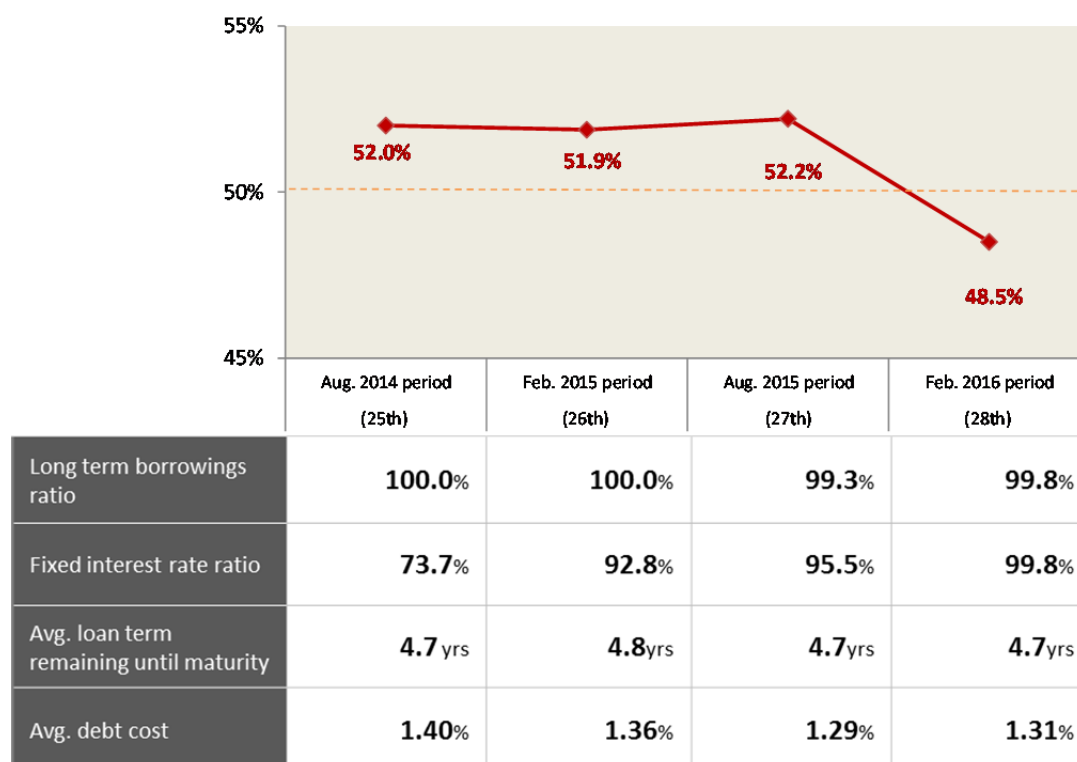 55%
52.0%
51.9%
52.2%
50%
48.5%
45%
Aug. 2014 period Feb. 2015 period Aug. 2015 period Feb. 2016 period
(25th) (26th) (27th) (28th)
Long term borrowings
ratio
100.0% 100.0% 99.3% 99.8%
Fixed interest rate ratio 73.7% 92.8% 95.5% 99.8%
Avg. loan term
remaining until maturity
4.7 yrs 4.8yrs 4.7yrs 4.7yrs
Avg. debt cost 1.40% 1.36% 1.29% 1.31%